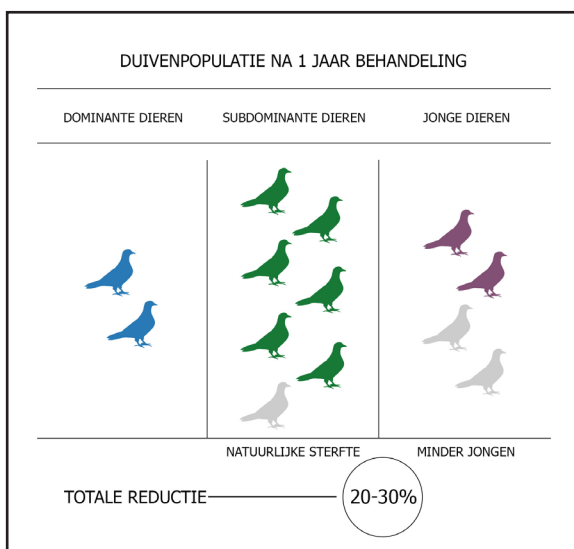 DUIVENPOPULATIE NA 1 JAAR BEHANDELING
DOMINANTE DIEREN
SUBDOMINANTE DIEREN
JONGE DIEREN
NATUURLIJKE STERFTE
MINDER JONGEN
TOTALE REDUCTIE
20-30%